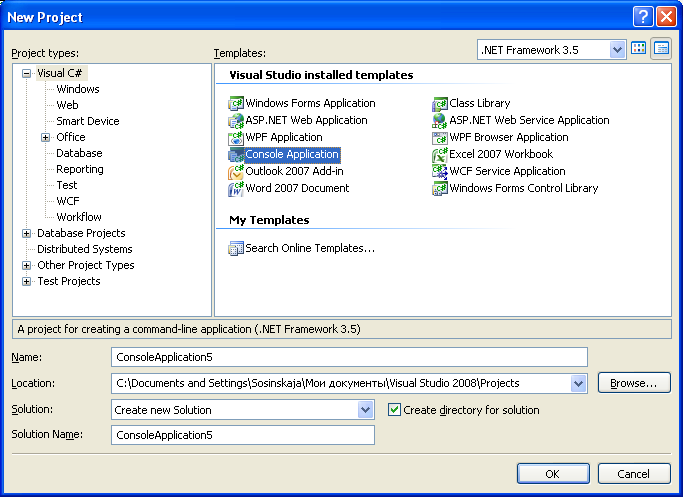 New Project
Project types:
Templates:
.NET Framework 3.5
Visual C#
Windows
Web
Smart Device
Office
Database
Reporting
Test
WCF
Workflow
Database Projects
Distributed Systems
Other Project Types
Test Projects
Visual Studio installed templates
Windows Forms Application
Class Library
ASP.NET Web Application
ASP.NET Web Service Application
WPF Application
WPF Browser Application
Console Application
Excel 2007 Workbook
Outlook 2007 Add-in
WCF Service Application
Word 2007 Document
Windows Forms Control Library
My Templates
Search Online Templates...
A project for creating a command-line application (.NET Framework 3.5)
Name:
ConsoleApplication5
Location:
C:\Documents and Settings\Sosinskaja\Мои документы\Visual Studio 2008\Projects
Browse...
Solution:
Create new Solution
Create directory for solution
Solution Name:
ConsoleApplication5
OK
Cancel